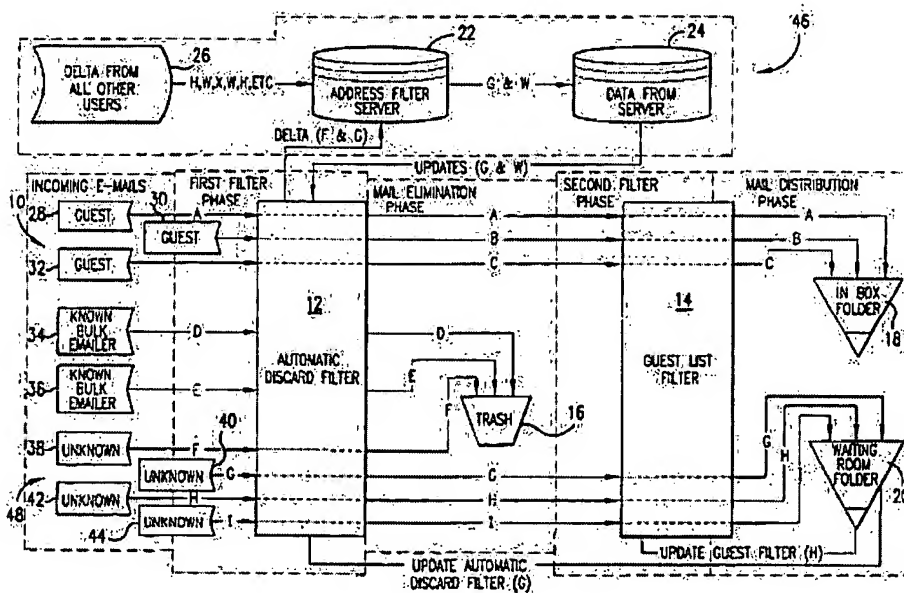 22
24
46
26
DELTA FROM
ALL OTHER
USERS
H,W,X,W,H,ETC
ADDRESS FILTER
SERVER
G & W
DATA FROM
SERVER
DELTA (F & G)
UPDATES (G & W)
INCOMING E-MAILS
FIRST FILTER
PHASE
MAIL ELIMINATION
PHASE
SECOND FILTER
PHASE
MAIL DISTRIBUTION
PHASE
10
28
GUEST
30
A
A
A
GUEST
B
B
32
GUEST
C
C
12
14
IN BOX
FOLDER
18
34
KNOWN
BULK
EMAILER
D
D
AUTOMATIC
DISCARD FILTER
GUEST LIST
FILTER
36
KNOWN
BULK
EMAILER
E
E
F
TRASH
16
38
UNKNOWN
F
40
G
H
UNKNOWN
G
G
WAITING
ROOM
FOLDER
20
48
42
UNKNOWN
H
H
44
UNKNOWN
I
I
UPDATE GUEST FILTER (H)
UPDATE AUTOMATIC
DISCARD FILTER (G)